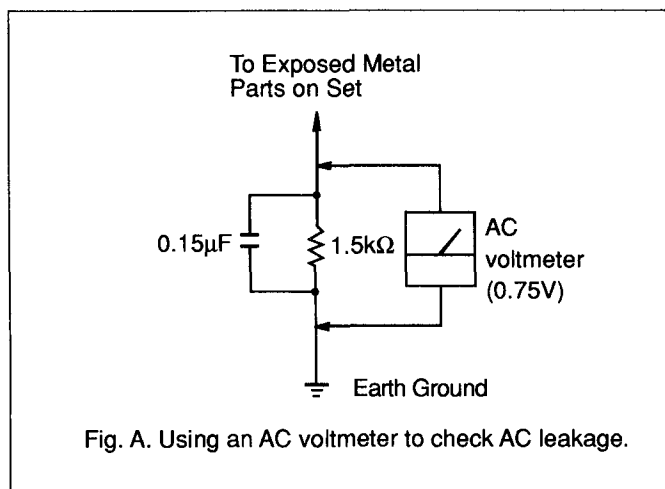 To Exposed Metal
Parts on Set
0.15μF
1.5kΩ
AC
voltmeter
(0.75V)
Earth Ground
Fig. A. Using an AC voltmeter to check AC leakage.